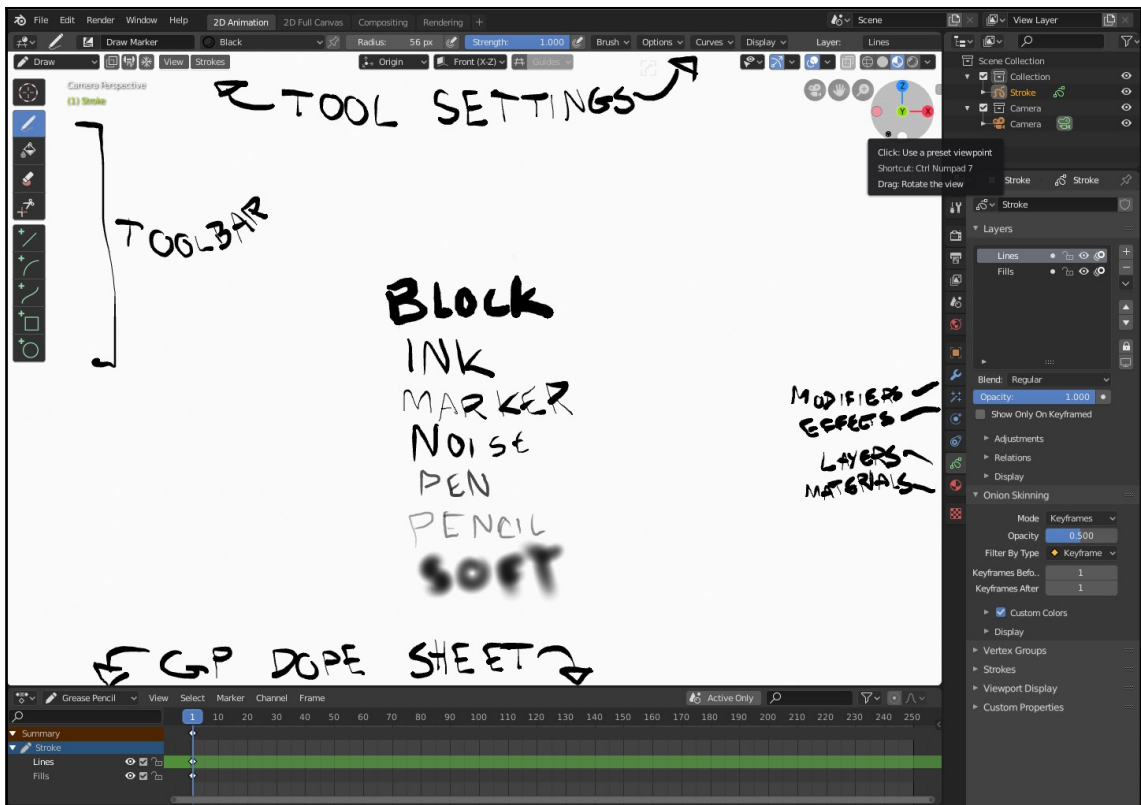 File Edit Render Window Help 2D Animation 2D Full Canvas Compositing Rendering + Scene View Layer
Draw Marker Black Radius: 56 px Strength: 1.000 Brush Options Curves Display Layer: Lines
Draw View Strokes Origin Front (X-Z) Guides
Scene Collection
Collection
Stroke
Camera
Camera
Camera Perspective
(1) Stroke
TOOL SETTINGS
Z
Y
X
Click: Use a preset viewpoint
Shortcut: Ctrl Numpad 7
Drag: Rotate the view
TOOLBAR
BLOCK
INK
MARKER
NOISE
PEN
PENCIL
SOFT
MODIFIERS
EFFECTS
LAYERS
MATERIALS
GP DOPE SHEET
Stroke Stroke
Stroke
Layers
Lines
Fills
Blend: Regular
Opacity: 1.000
Show Only On Keyframed
Adjustments
Relations
Display
Onion Skinning
Mode Keyframes
Opacity 0.500
Filter By Type Keyframe
Keyframes Befo.. 1
Keyframes After 1
Custom Colors
Display
Vertex Groups
Strokes
Viewport Display
Custom Properties
Grease Pencil View Select Marker Channel Frame Active Only
1 10 20 30 40 50 60 70 80 90 100 110 120 130 140 150 160 170 180 190 200 210 220 230 240 250
Summary
Stroke
Lines
Fills